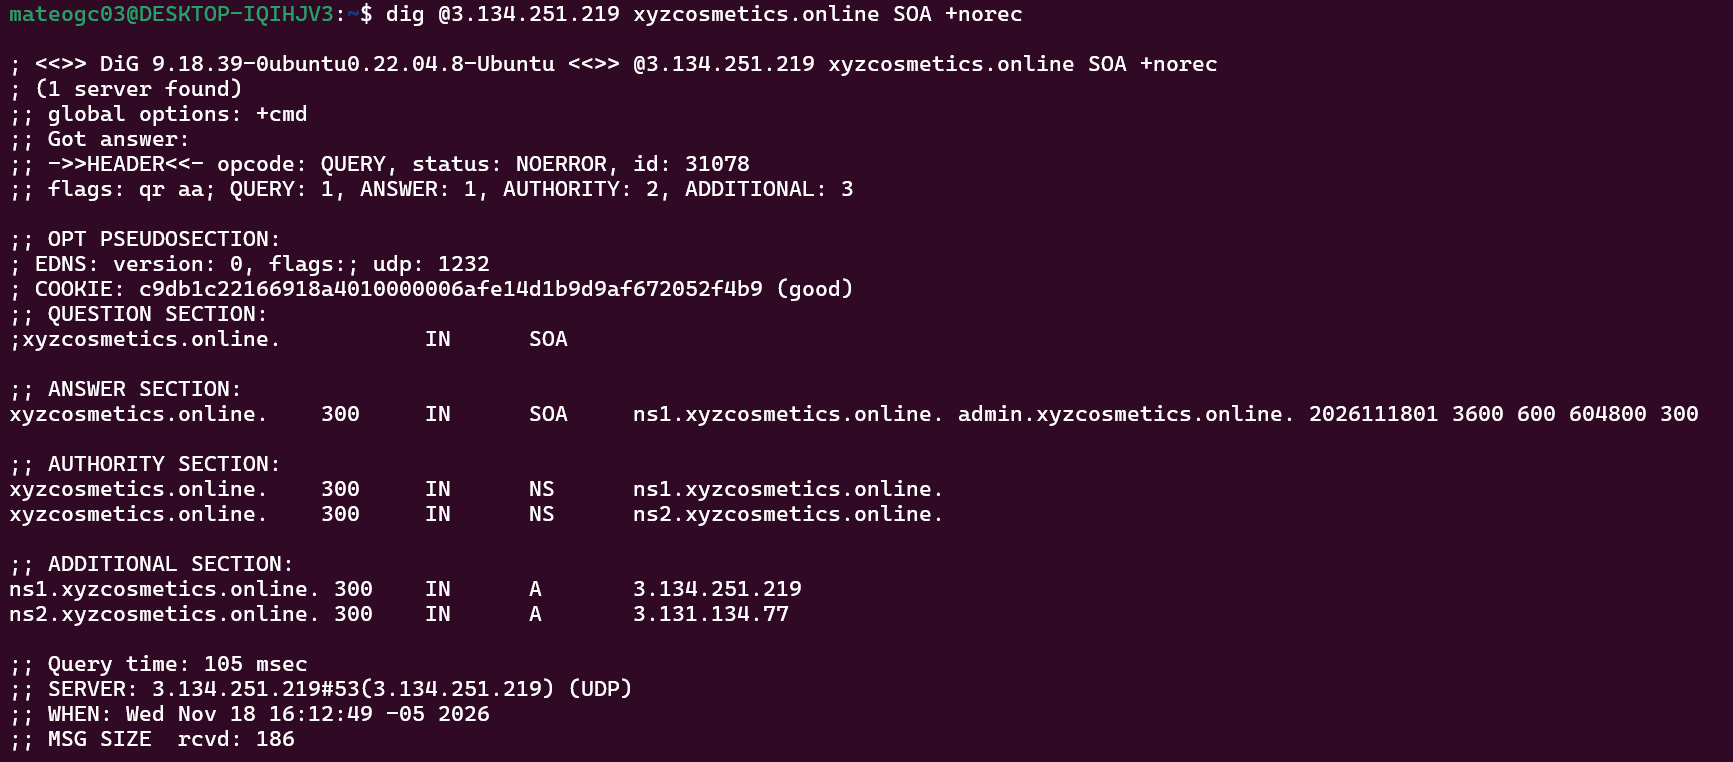 mateogc03@DESKTOP-IQIHJV3:~$ dig @3.134.251.219 xyzcosmetics.online SOA +norec

; <<>> DiG 9.18.39-0ubuntu0.22.04.8-Ubuntu <<>> @3.134.251.219 xyzcosmetics.online SOA +norec
; (1 server found)
;; global options: +cmd
;; Got answer:
;; ->>HEADER<<- opcode: QUERY, status: NOERROR, id: 31078
;; flags: qr aa; QUERY: 1, ANSWER: 1, AUTHORITY: 2, ADDITIONAL: 3

;; OPT PSEUDOSECTION:
; EDNS: version: 0, flags:; udp: 1232
; COOKIE: c9db1c22166918a4010000006afe14d1b9d9af672052f4b9 (good)
;; QUESTION SECTION:
;xyzcosmetics.online.           IN      SOA

;; ANSWER SECTION:
xyzcosmetics.online.    300     IN      SOA     ns1.xyzcosmetics.online. admin.xyzcosmetics.online. 2026111801 3600 600 604800 300

;; AUTHORITY SECTION:
xyzcosmetics.online.    300     IN      NS      ns1.xyzcosmetics.online.
xyzcosmetics.online.    300     IN      NS      ns2.xyzcosmetics.online.

;; ADDITIONAL SECTION:
ns1.xyzcosmetics.online. 300    IN      A       3.134.251.219
ns2.xyzcosmetics.online. 300    IN      A       3.131.134.77

;; Query time: 105 msec
;; SERVER: 3.134.251.219#53(3.134.251.219) (UDP)
;; WHEN: Wed Nov 18 16:12:49 -05 2026
;; MSG SIZE  rcvd: 186